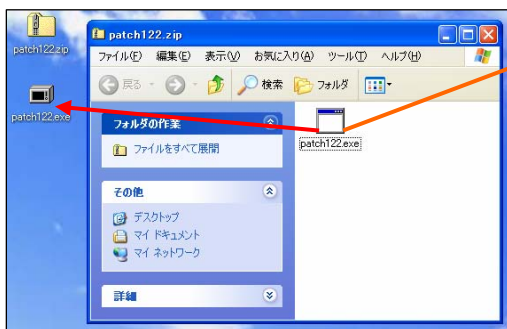 patch122.zip
patch122.exe
patch122.zip
ファイル(F) 編集(E) 表示(V) お気に入り(A) ツール(T) ヘルプ(H)
戻る 検索 フォルダ
フォルダの作業
ファイルをすべて展開
その他
デスクトップ
マイ ドキュメント
マイ ネットワーク
詳細
patch122.exe